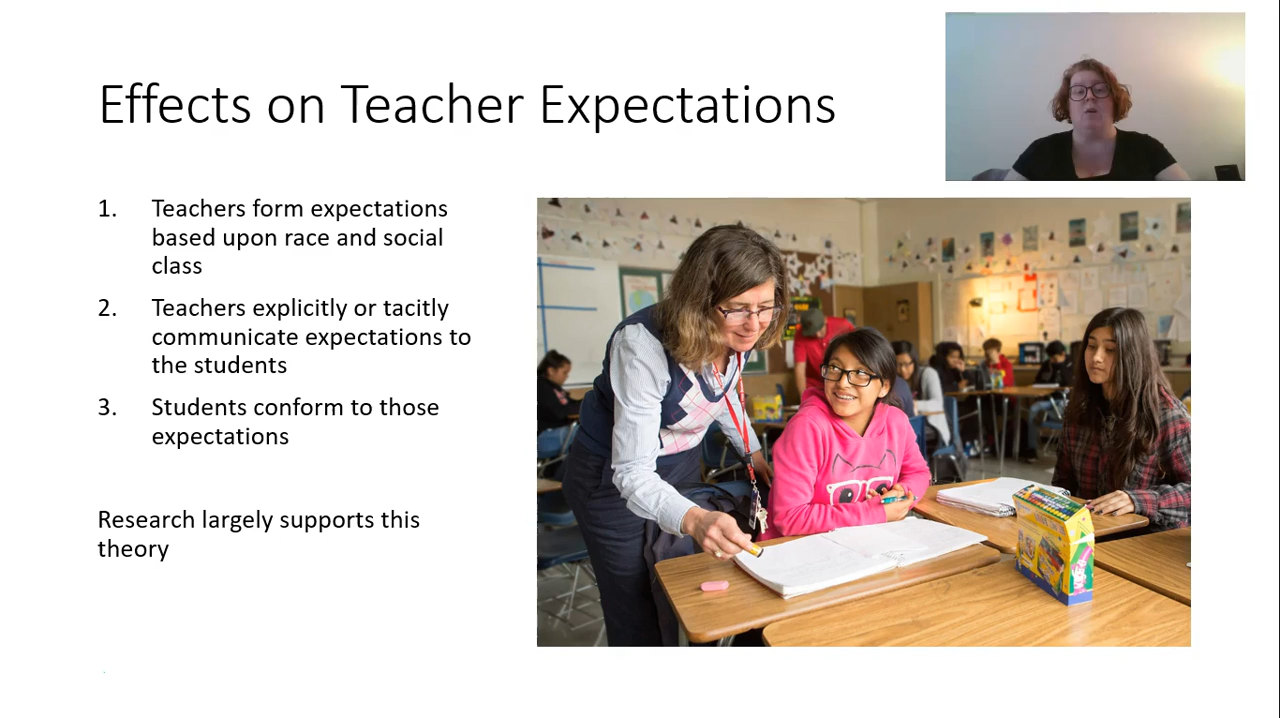 Effects on Teacher Expectations
1. Teachers form expectations
based upon race and social
class
2. Teachers explicitly or tacitly
communicate expectations to
the students
3. Students conform to those
expectations
Research largely supports this
theory